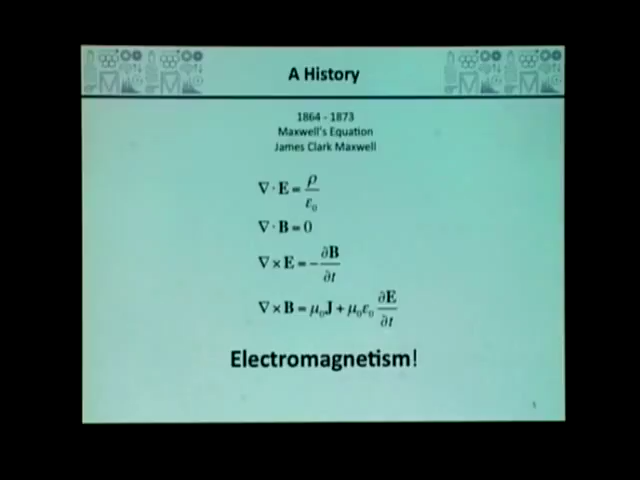 A History
1864 - 1873
Maxwell's Equation
James Clark Maxwell
∇ · E = ρ/ε₀
∇ · B = 0
∇ × E = −∂B/∂t
∇ × B = μ₀J + μ₀ε₀ ∂E/∂t
Electromagnetism!